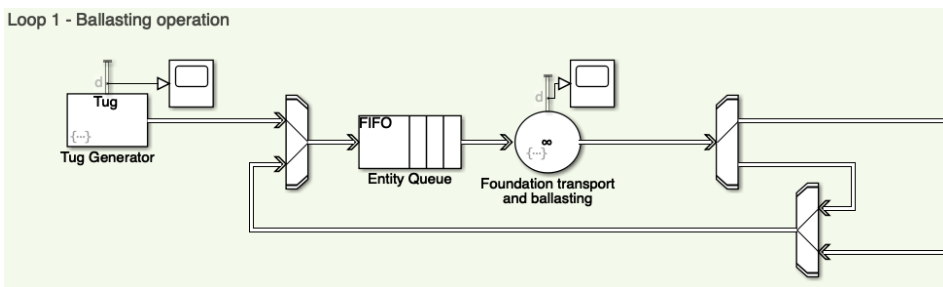 Loop 1 - Ballasting operation
d
Tug
{...}
Tug Generator
FIFO
Entity Queue
d
∞
{...}
Foundation transport
and ballasting